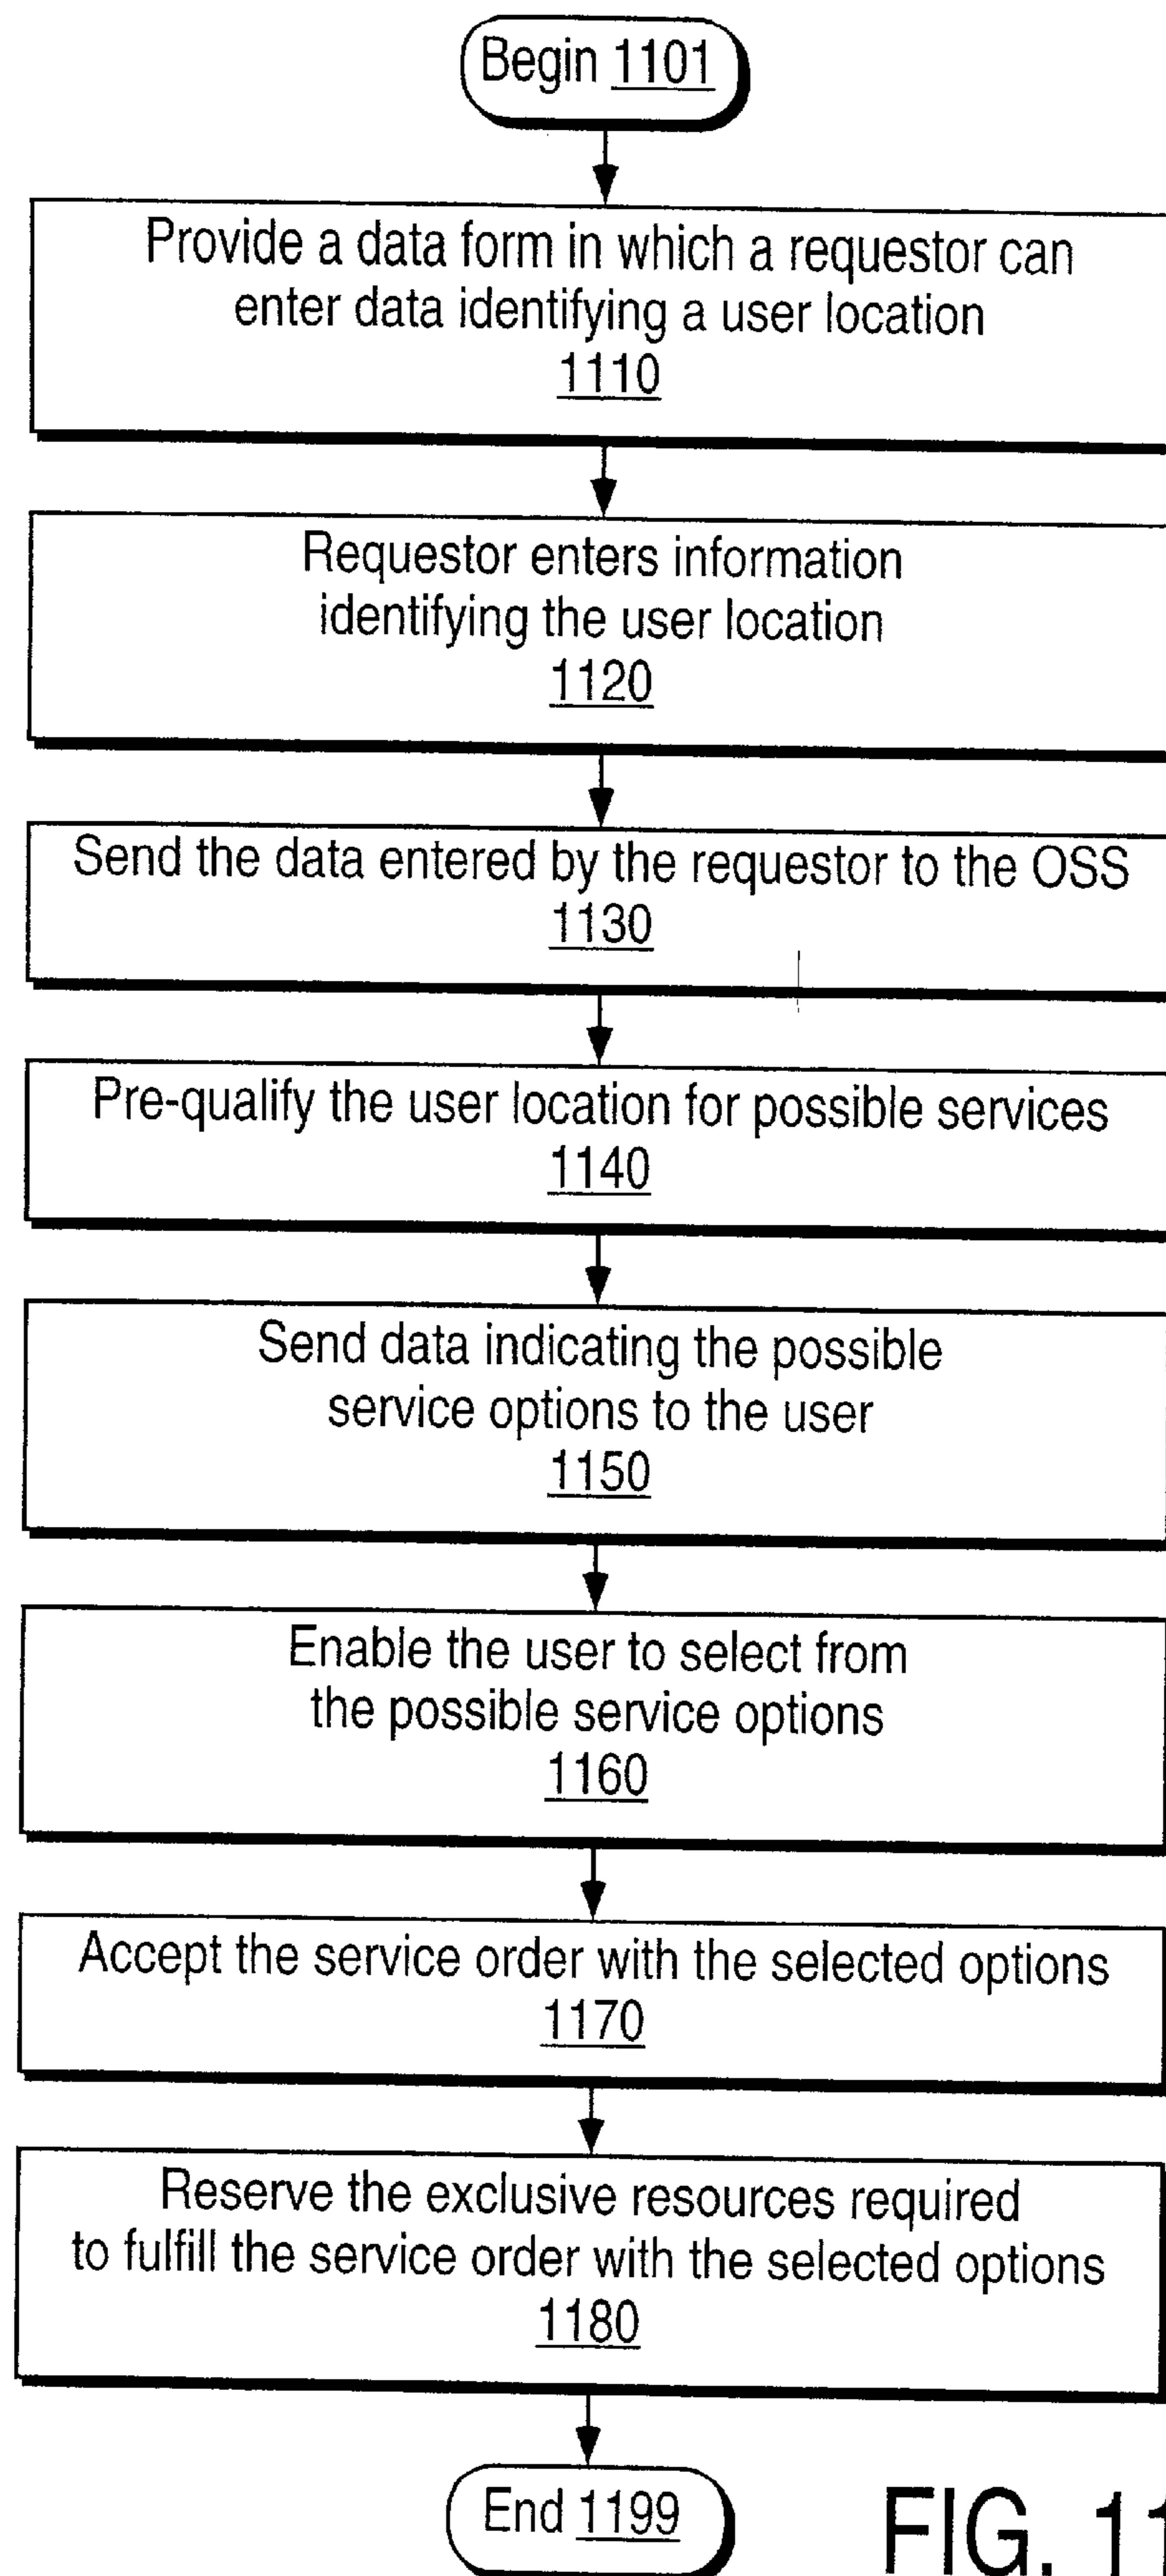 Begin 1101
Provide a data form in which a requestor can
enter data identifying a user location
1110
Requestor enters information
identifying the user location
1120
Send the data entered by the requestor to the OSS
1130
Pre-qualify the user location for possible services
1140
Send data indicating the possible
service options to the user
1150
Enable the user to select from
the possible service options
1160
Accept the service order with the selected options
1170
Reserve the exclusive resources required
to fulfill the service order with the selected options
1180
End 1199
FIG. 11